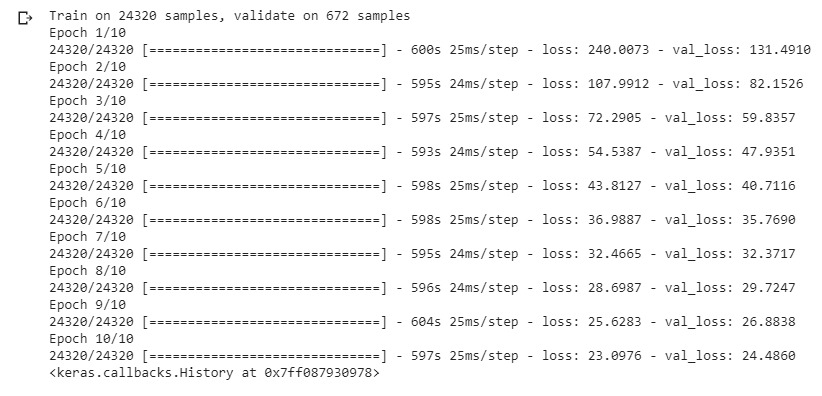 Train on 24320 samples, validate on 672 samples
Epoch 1/10
24320/24320 [==============================] - 600s 25ms/step - loss: 240.0073 - val_loss: 131.4910
Epoch 2/10
24320/24320 [==============================] - 595s 24ms/step - loss: 107.9912 - val_loss: 82.1526
Epoch 3/10
24320/24320 [==============================] - 597s 25ms/step - loss: 72.2905 - val_loss: 59.8357
Epoch 4/10
24320/24320 [==============================] - 593s 24ms/step - loss: 54.5387 - val_loss: 47.9351
Epoch 5/10
24320/24320 [==============================] - 598s 25ms/step - loss: 43.8127 - val_loss: 40.7116
Epoch 6/10
24320/24320 [==============================] - 598s 25ms/step - loss: 36.9887 - val_loss: 35.7690
Epoch 7/10
24320/24320 [==============================] - 595s 24ms/step - loss: 32.4665 - val_loss: 32.3717
Epoch 8/10
24320/24320 [==============================] - 596s 24ms/step - loss: 28.6987 - val_loss: 29.7247
Epoch 9/10
24320/24320 [==============================] - 604s 25ms/step - loss: 25.6283 - val_loss: 26.8838
Epoch 10/10
24320/24320 [==============================] - 597s 25ms/step - loss: 23.0976 - val_loss: 24.4860
<keras.callbacks.History at 0x7ff087930978>